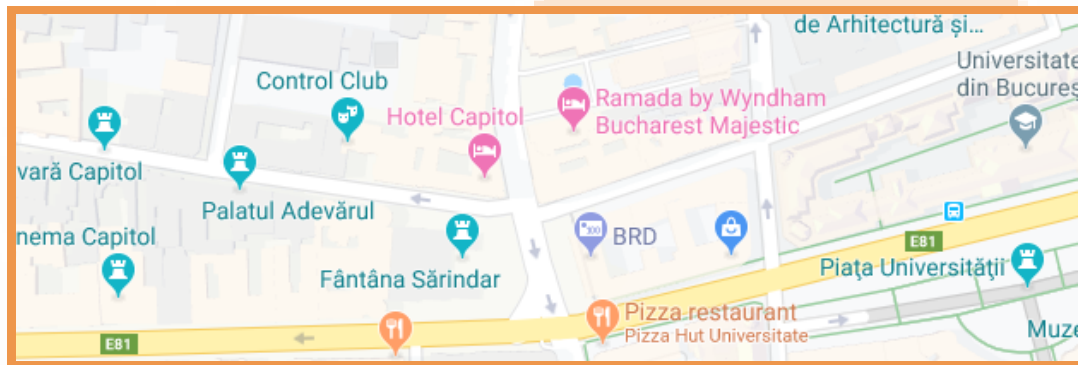 de Arhitectură și...
Universitate
din Bucureș
Control Club
Ramada by Wyndham
Bucharest Majestic
Hotel Capitol
vară Capitol
Palatul Adevărul
nema Capitol
BRD
100
E81
Fântâna Sărindar
Piața Universității
Pizza restaurant
Pizza Hut Universitate
Muze
E81